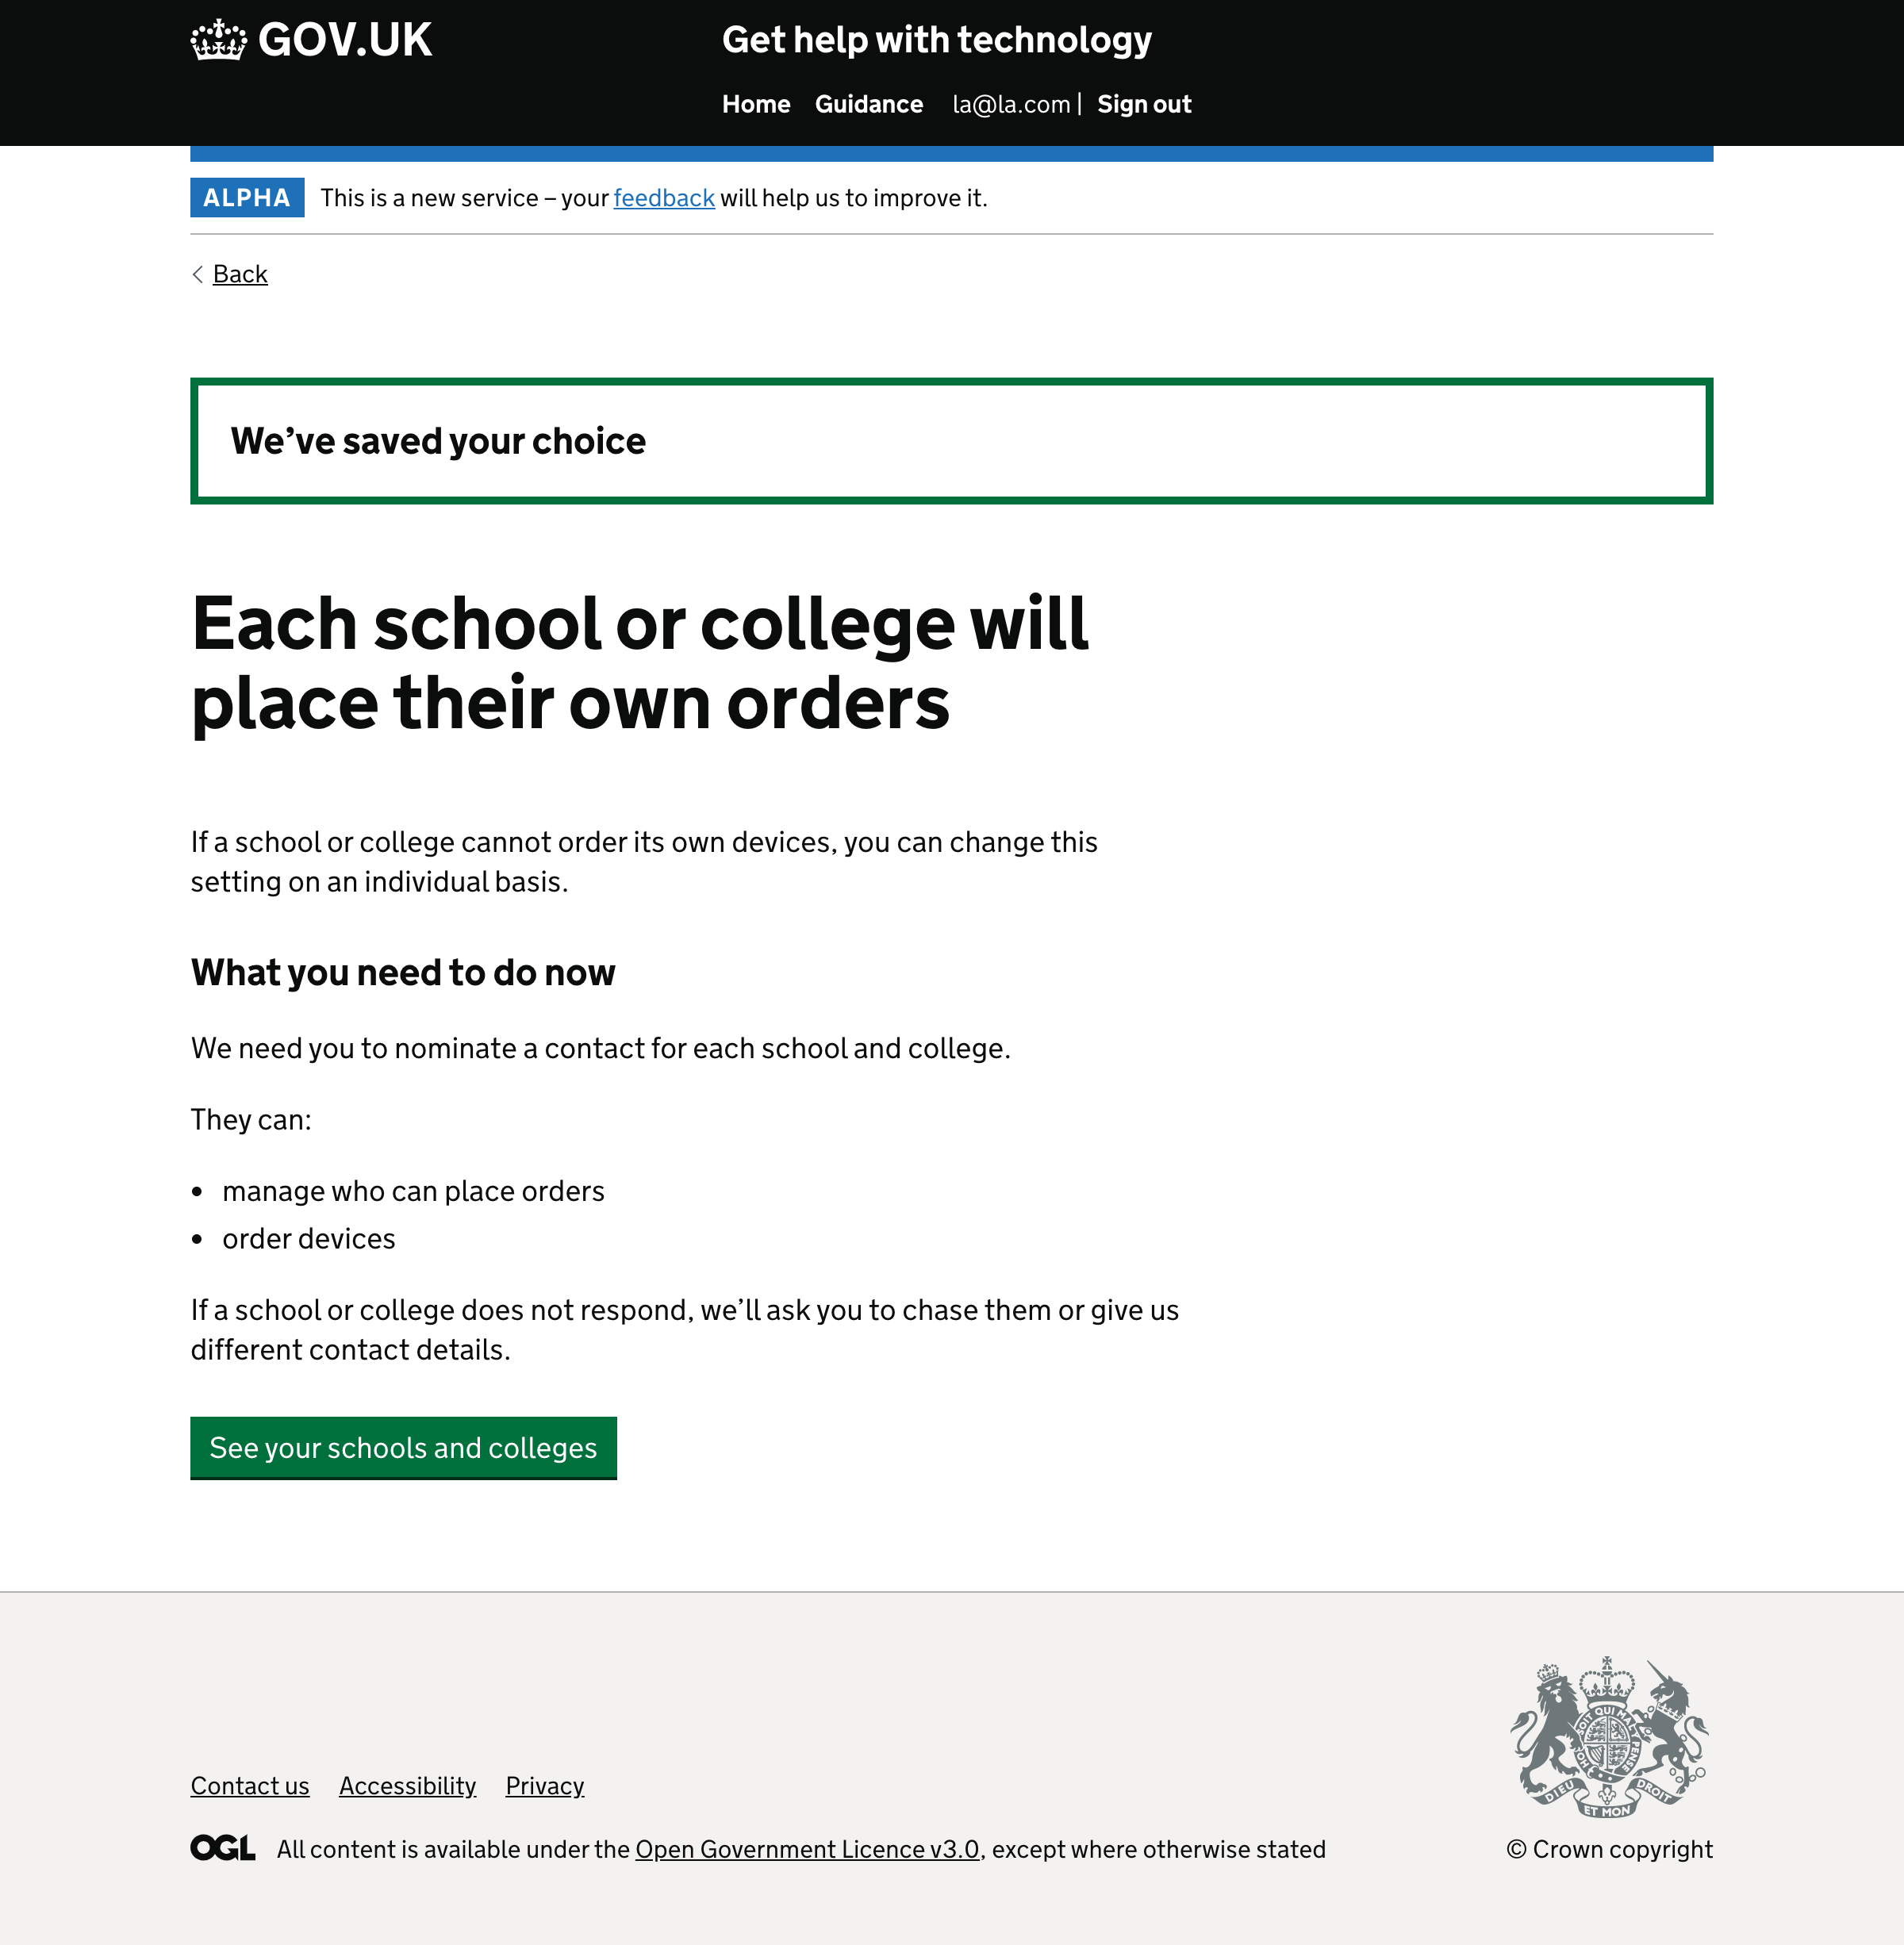 GOV.UK
Get help with technology
Home Guidance la@la.com | Sign out
ALPHA This is a new service – your feedback will help us to improve it.
Back
We’ve saved your choice
Each school or college will
place their own orders
If a school or college cannot order its own devices, you can change this
setting on an individual basis.
What you need to do now
We need you to nominate a contact for each school and college.
They can:
• manage who can place orders
• order devices
If a school or college does not respond, we’ll ask you to chase them or give us
different contact details.
See your schools and colleges
DIEU ET MON DROIT
Contact us Accessibility Privacy
OGL All content is available under the Open Government Licence v3.0, except where otherwise stated
© Crown copyright